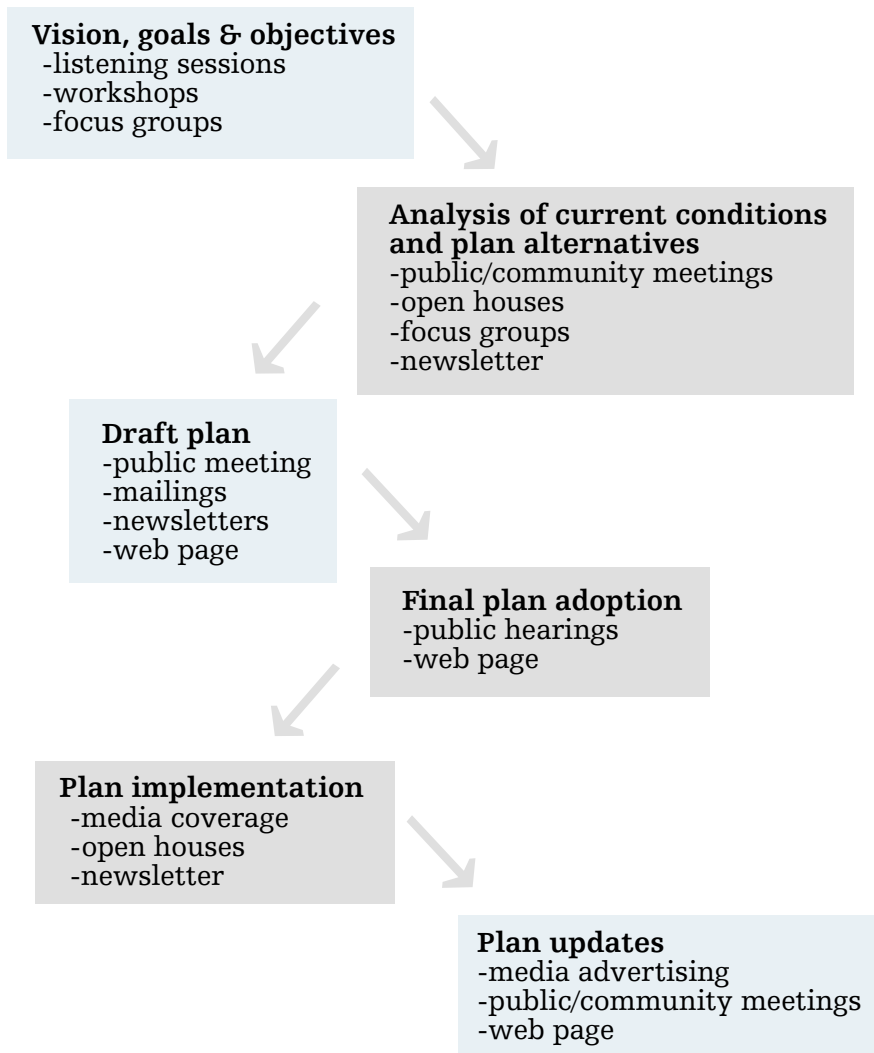 Vision, goals & objectives
-listening sessions
-workshops
-focus groups
Analysis of current conditions
and plan alternatives
-public/community meetings
-open houses
-focus groups
-newsletter
Draft plan
-public meeting
-mailings
-newsletters
-web page
Final plan adoption
-public hearings
-web page
Plan implementation
-media coverage
-open houses
-newsletter
Plan updates
-media advertising
-public/community meetings
-web page